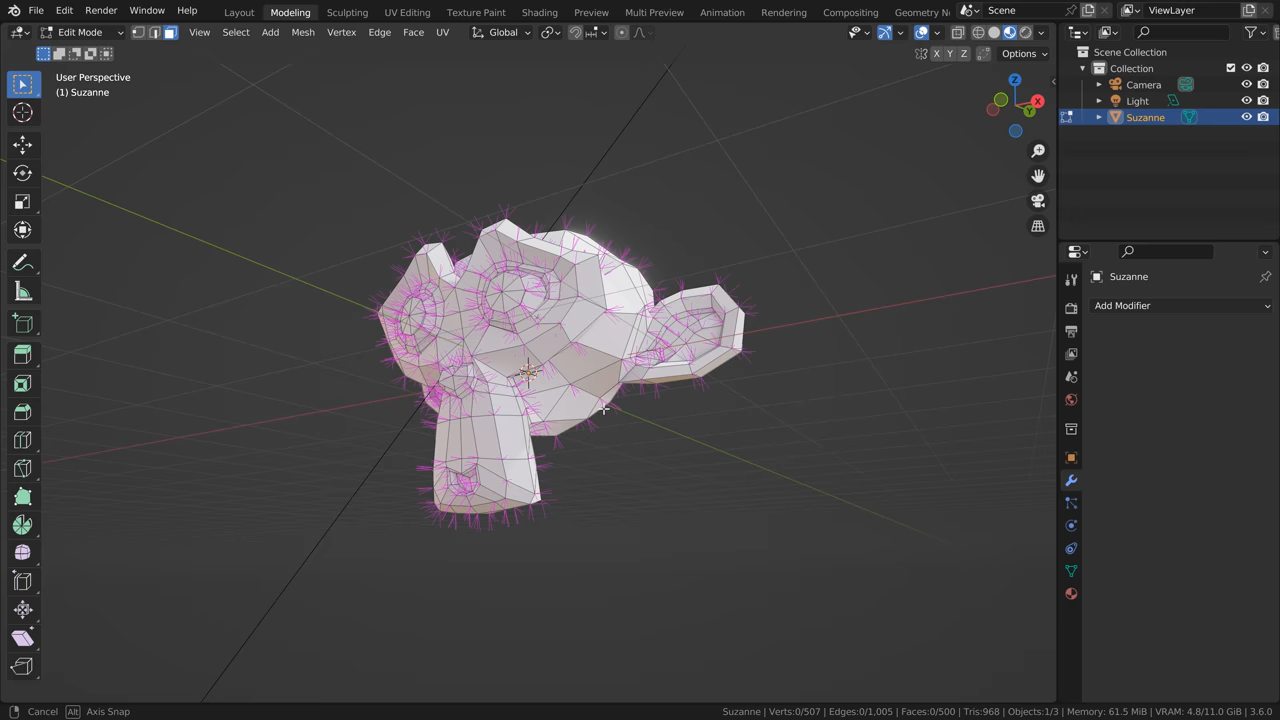 File Edit Render Window Help Layout Modeling Sculpting UV Editing Texture Paint Shading Preview Multi Preview Animation Rendering Compositing Geometry N Scene ViewLayer
Edit Mode View Select Add Mesh Vertex Edge Face UV Global
X Y Z Options
User Perspective
(1) Suzanne
Z
X
Y
Scene Collection
Collection
Camera
Light
Suzanne
Suzanne
Add Modifier
Cancel Alt Axis Snap
Suzanne | Verts:0/507 | Edges:0/1,005 | Faces:0/500 | Tris:968 | Objects:1/3 | Memory: 61.5 MiB | VRAM: 4.8/11.0 GiB | 3.6.0